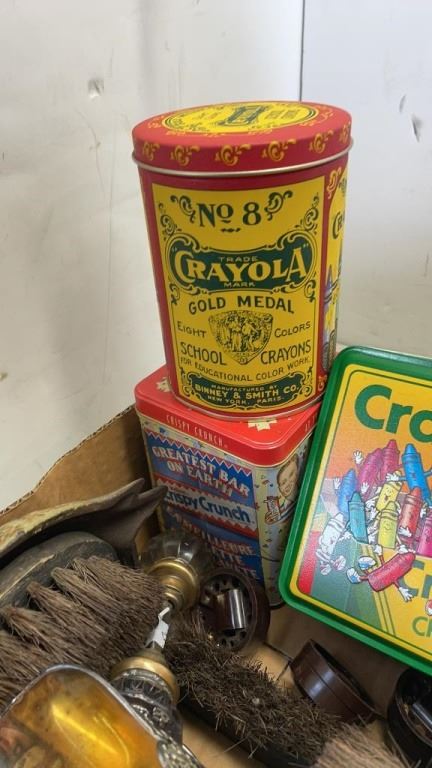 No 8
TRADE
CRAYOLA
MARK
GOLD MEDAL
EIGHT COLORS
SCHOOL CRAYONS
FOR EDUCATIONAL COLOR WORK
MANUFACTURED BY
BINNEY & SMITH CO.
NEW YORK, PARIS.
CRISPY CRUNCH
GREATEST BAR
ON EARTH
Crispy Crunch
Cra